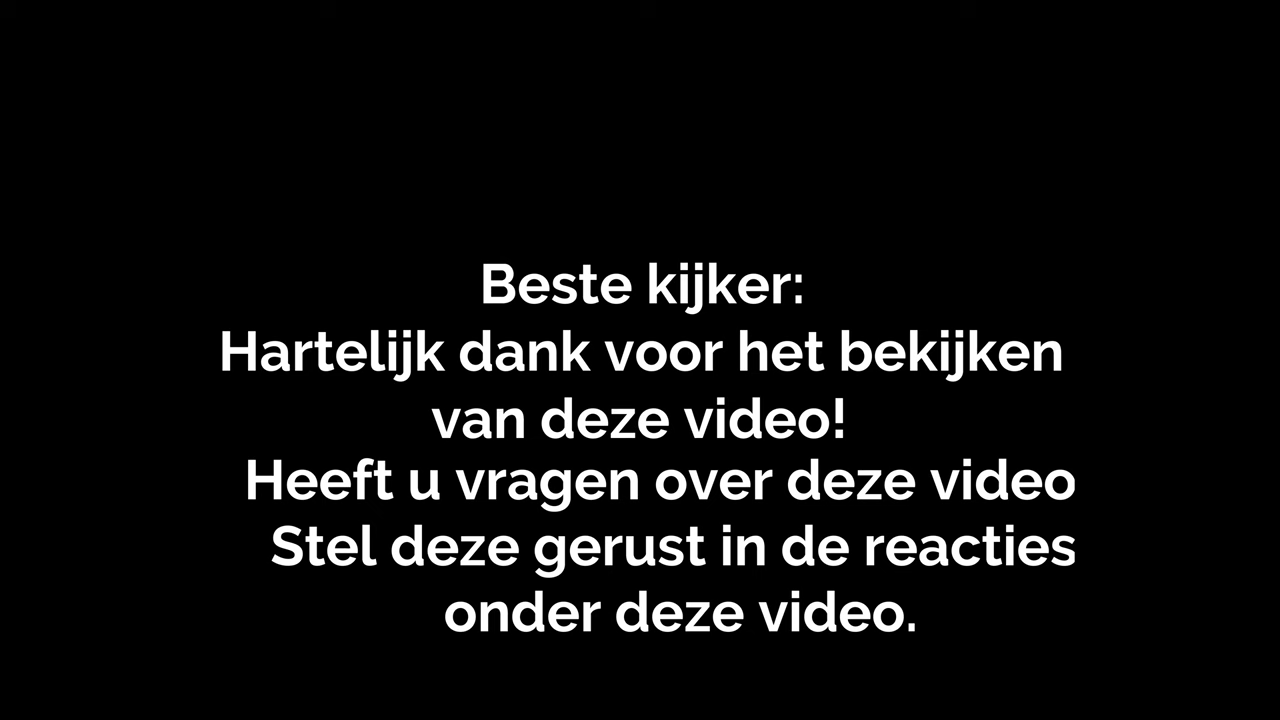 Beste kijker:
Hartelijk dank voor het bekijken
van deze video!
Heeft u vragen over deze video
Stel deze gerust in de reacties
onder deze video.